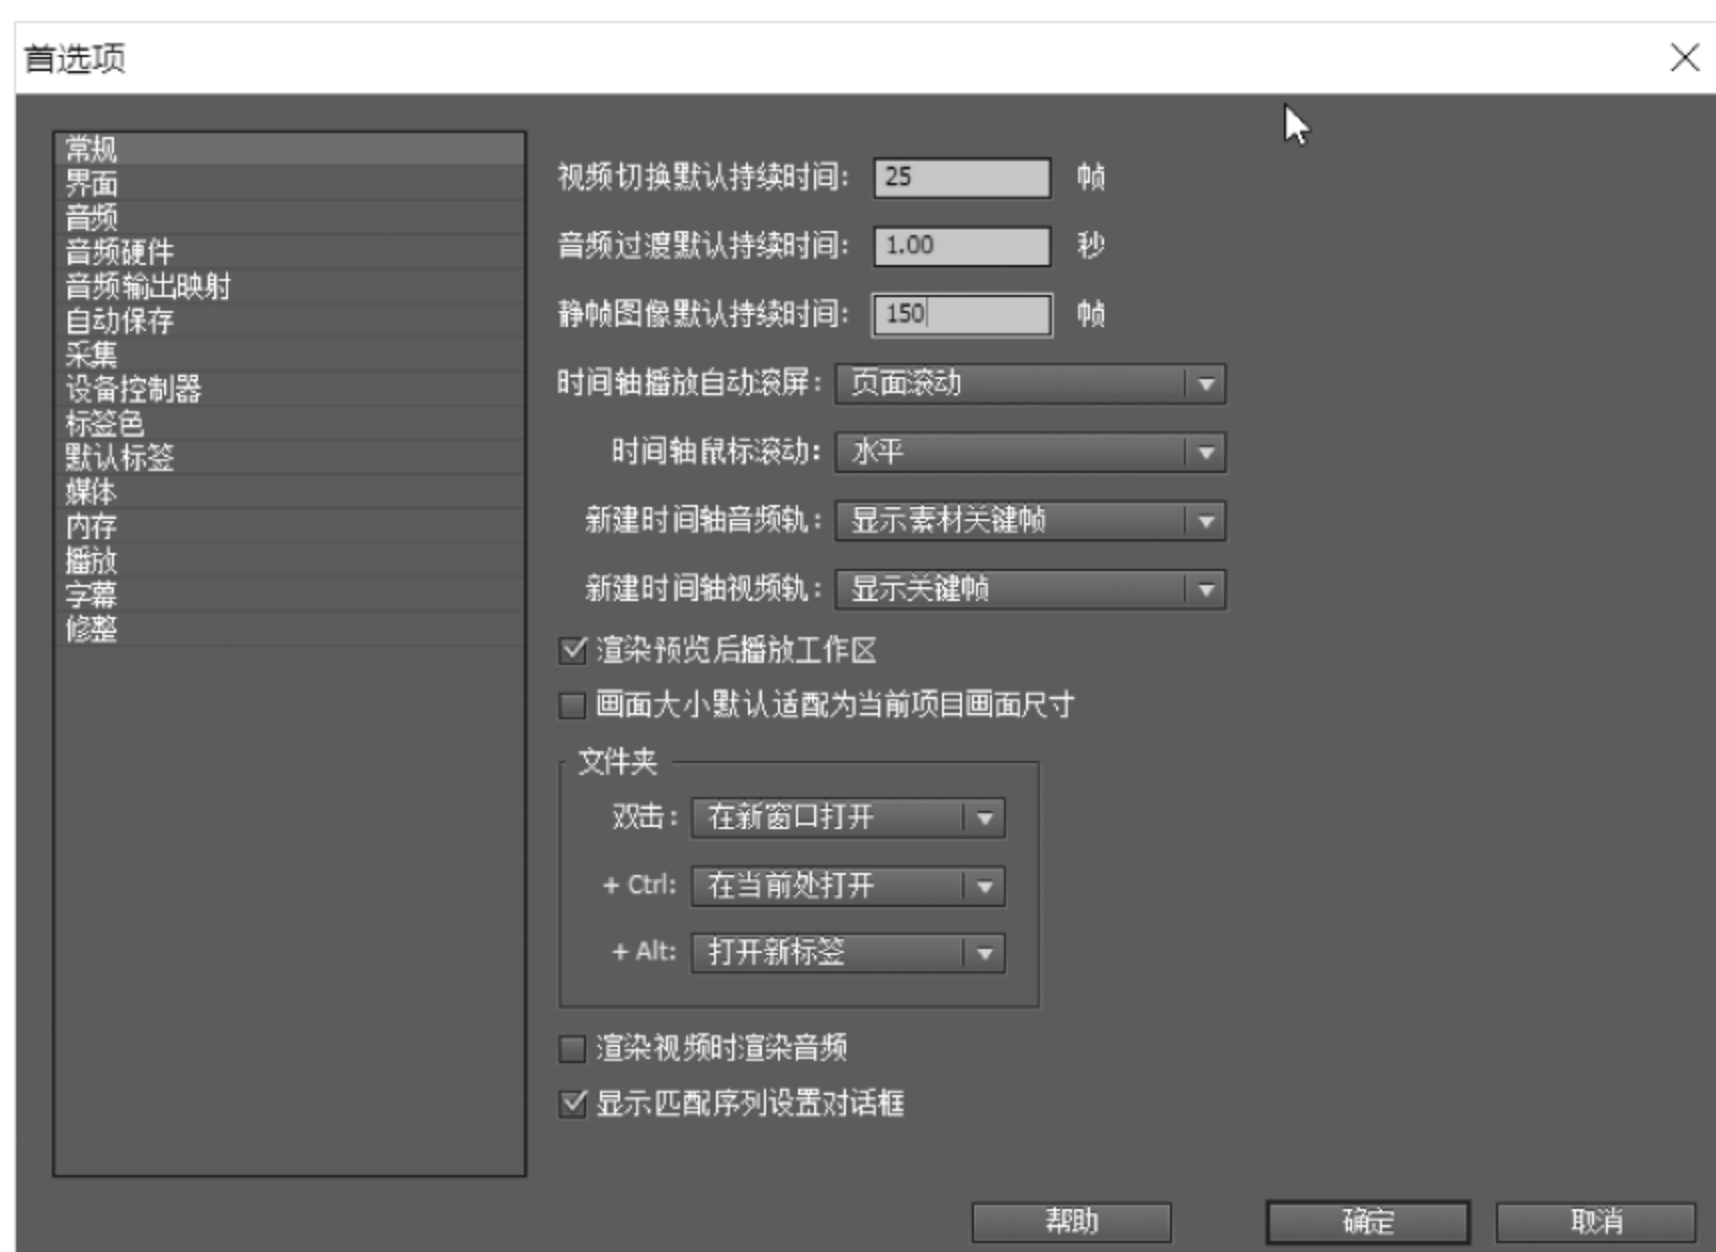 首选项
常规
界面
音频
音频硬件
音频输出映射
自动保存
采集
设备控制器
标签色
默认标签
媒体
内存
播放
字幕
修整
视频切换默认持续时间: 25 帧
音频过渡默认持续时间: 1.00 秒
静帧图像默认持续时间: 150 帧
时间轴播放自动滚屏: 页面滚动
时间轴鼠标滚动: 水平
新建时间轴音频轨: 显示素材关键帧
新建时间轴视频轨: 显示关键帧
渲染预览后播放工作区
画面大小默认适配为当前项目画面尺寸
文件夹
双击: 在新窗口打开
+ Ctrl: 在当前处打开
+ Alt: 打开新标签
渲染视频时渲染音频
显示匹配序列设置对话框
帮助 确定 取消